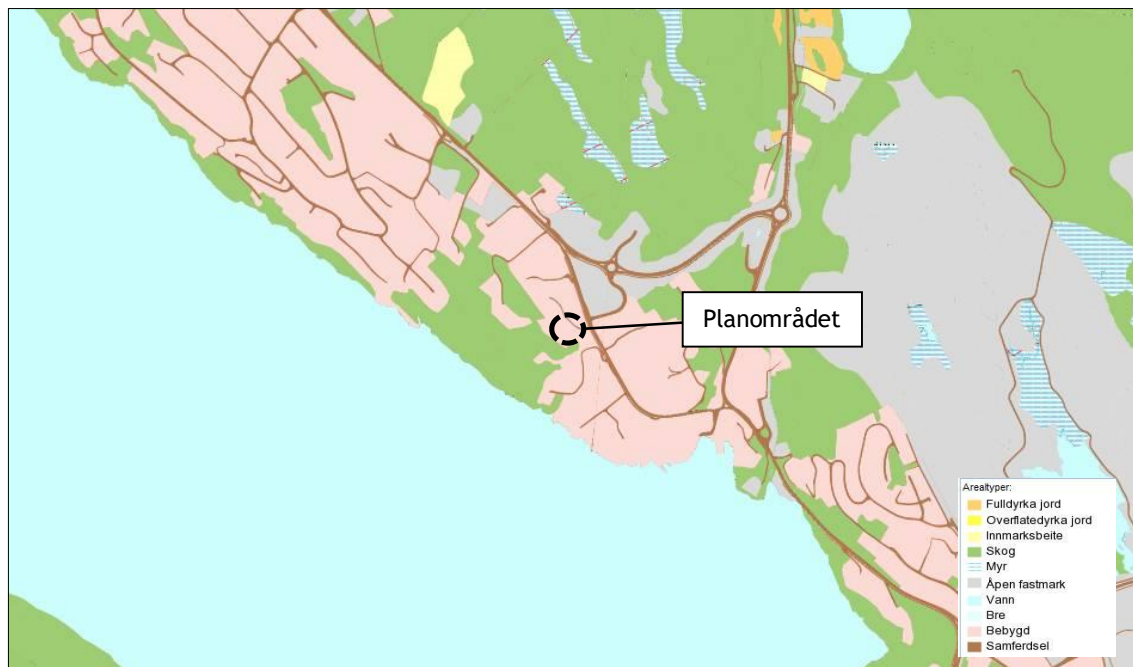 Planområdet
Arealtyper:
Fulldyrka jord
Overflatedyrka jord
Innmarksbeite
Skog
Myr
Åpen fastmark
Vann
Bre
Bebygd
Samferdsel